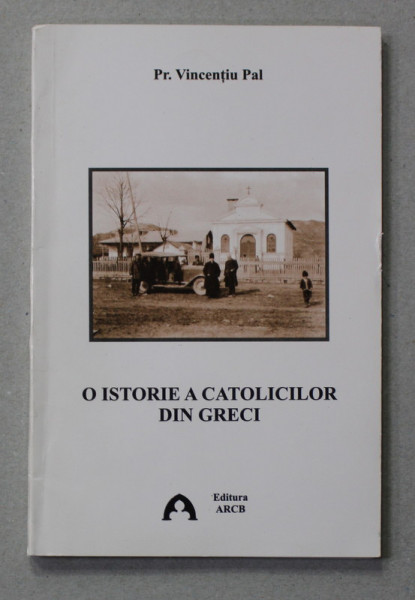 Pr. Vincențiu Pal
O ISTORIE A CATOLICILOR
DIN GRECI
Editura
ARCB